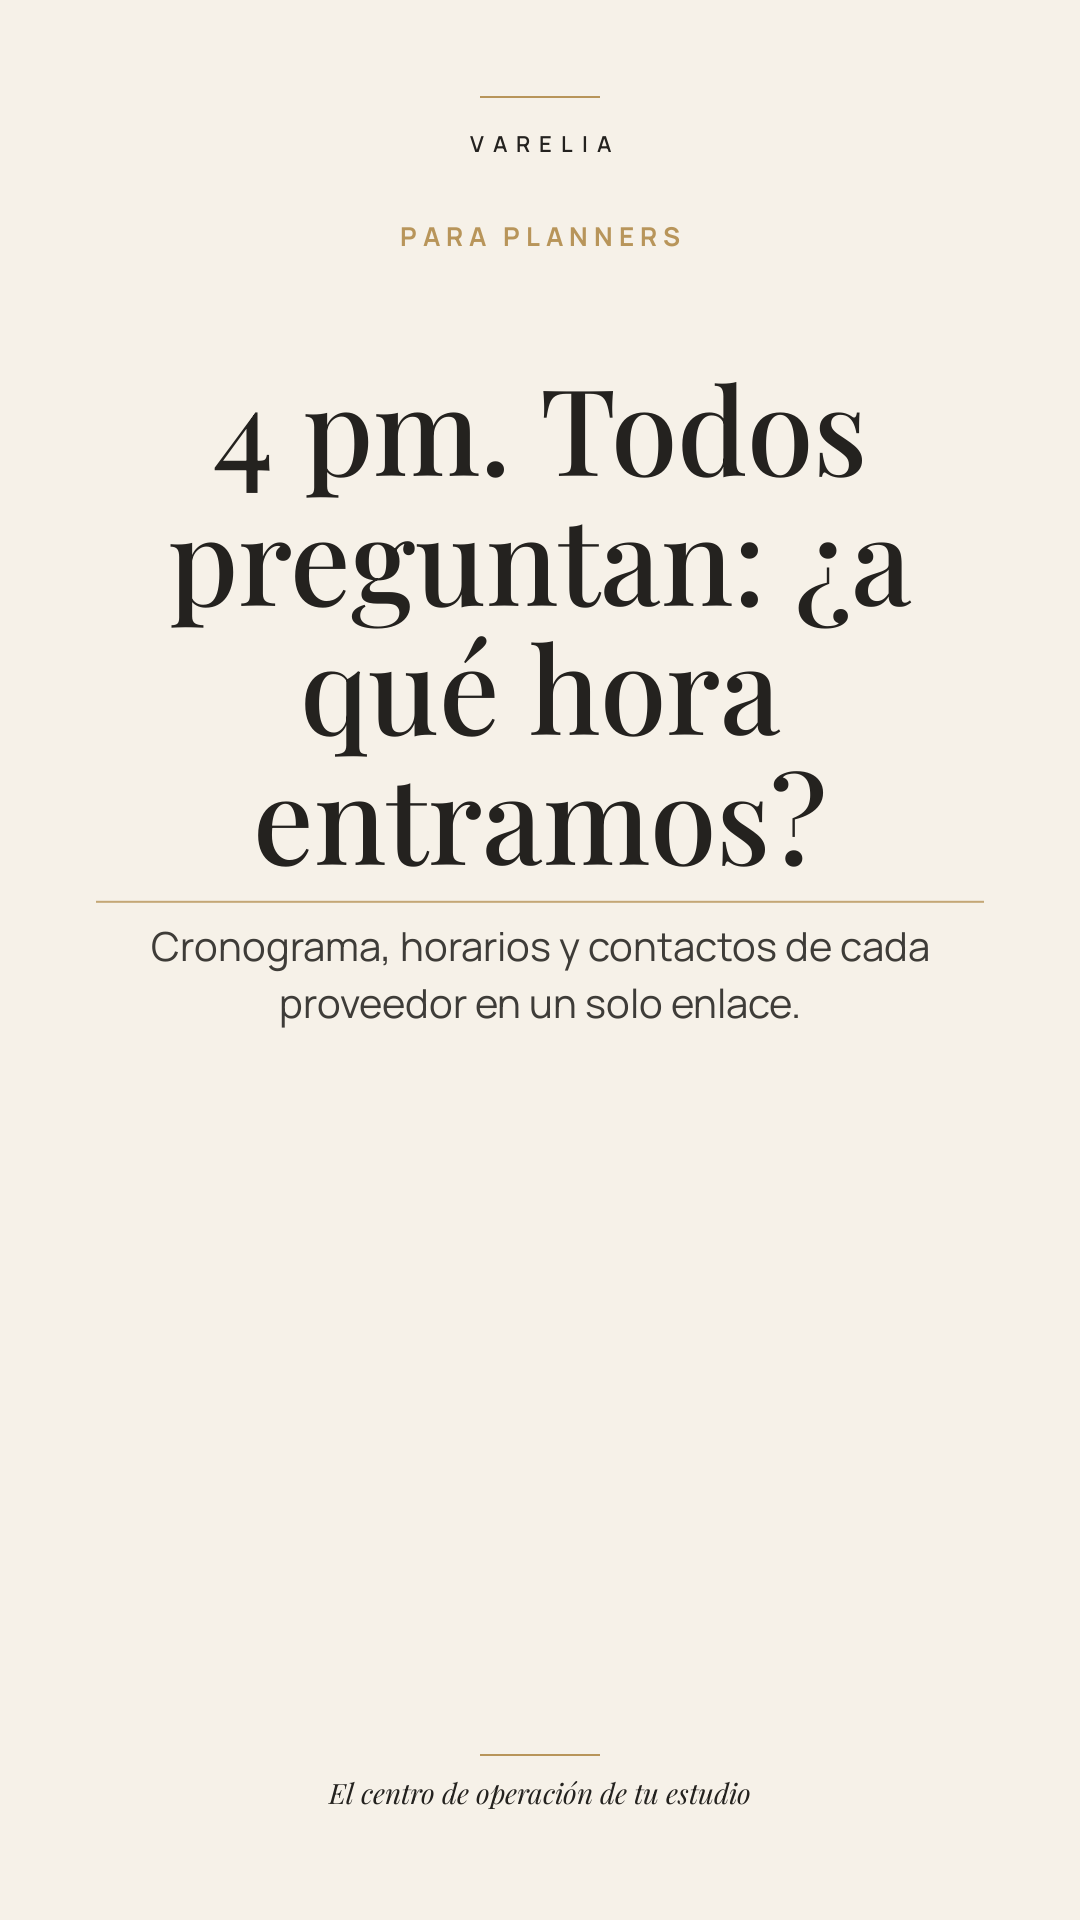 VARELIA
PARA PLANNERS
4 pm. Todos
preguntan: ¿a
qué hora
entramos?
Cronograma, horarios y contactos de cada
proveedor en un solo enlace.
El centro de operación de tu estudio